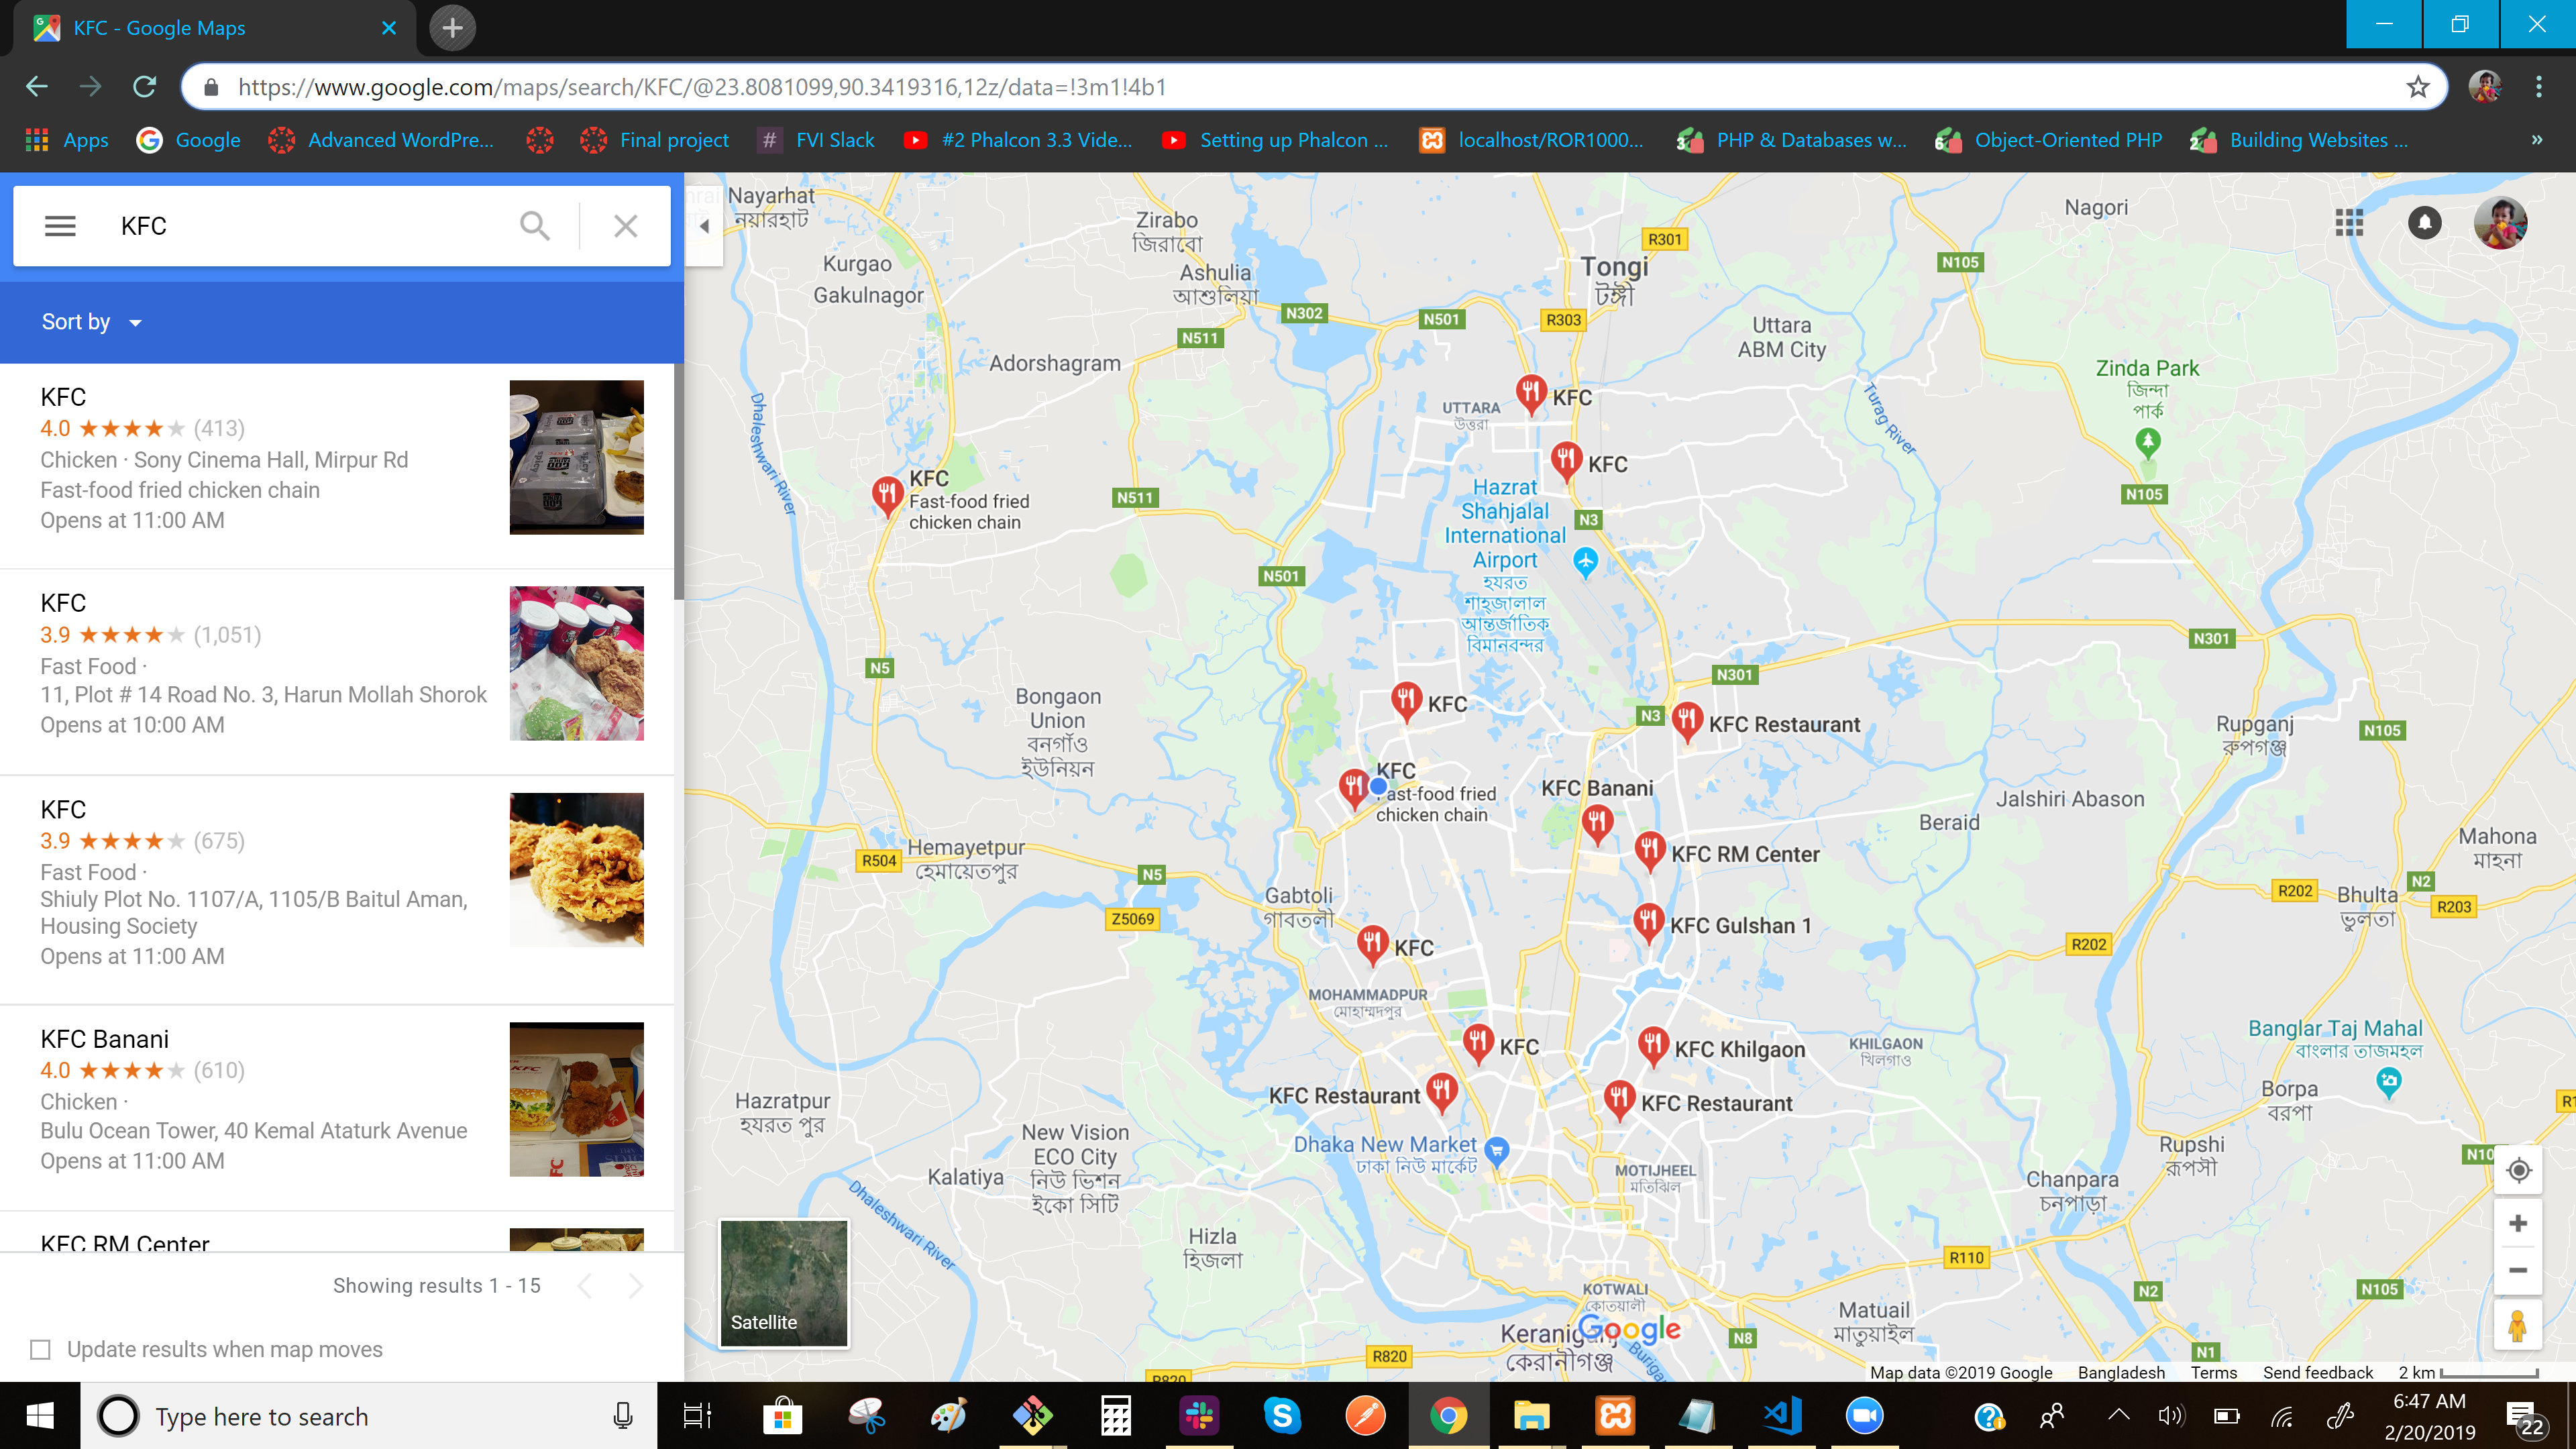 KFC - Google Maps
https://www.google.com/maps/search/KFC/@23.8081099,90.3419316,12z/data=!3m1!4b1
Apps
Google
Advanced WordPre...
Final project
FVI Slack
#2 Phalcon 3.3 Vide...
Setting up Phalcon ...
localhost/ROR1000...
PHP & Databases w...
Object-Oriented PHP
Building Websites ...
»
KFC
Sort by
KFC
4.0 (413)
Chicken · Sony Cinema Hall, Mirpur Rd
Fast-food fried chicken chain
Opens at 11:00 AM
KFC
3.9 (1,051)
Fast Food ·
11, Plot # 14 Road No. 3, Harun Mollah Shorok
Opens at 10:00 AM
KFC
3.9 (675)
Fast Food ·
Shiuly Plot No. 1107/A, 1105/B Baitul Aman,
Housing Society
Opens at 11:00 AM
KFC Banani
4.0 (610)
Chicken ·
Bulu Ocean Tower, 40 Kemal Ataturk Avenue
Opens at 11:00 AM
KFC RM Center
Showing results 1 - 15
Update results when map moves
Nayarhat
নয়ারহাট
Zirabo
জিরাবো
Nagori
R301
Kurgao
Gakulnagor
Ashulia
আশুলিয়া
Tongi
টঙ্গী
N105
N302
N501
R303
N511
Uttara
ABM City
Adorshagram
Zinda Park
জিন্দা
পার্ক
Dhaleshwari River
UTTARA
উত্তরা
KFC
Turag River
KFC
KFC
Fast-food fried
chicken chain
N511
N105
Hazrat
Shahjalal
International
Airport
হযরত
শাহজালাল
আন্তর্জাতিক
বিমানবন্দর
N3
N501
N301
N5
N301
Bongaon
Union
বনগাঁও
ইউনিয়ন
KFC
N3
KFC Restaurant
Rupganj
রুপগঞ্জ
N105
KFC
Fast-food fried
chicken chain
KFC Banani
Jalshiri Abason
Beraid
Mahona
মাহনা
R504
Hemayetpur
হেমায়েতপুর
N5
KFC RM Center
Z5069
Gabtoli
গাবতলী
KFC Gulshan 1
R202
Bhulta
ভুলতা
N2
R203
R202
KFC
MOHAMMADPUR
মোহাম্মদপুর
KFC
KFC Khilgaon
KHILGAON
খিলগাও
Banglar Taj Mahal
বাংলার তাজমহল
KFC Restaurant
KFC Restaurant
Borpa
বরপা
Hazratpur
হযরত পুর
New Vision
ECO City
নিউ ভিশন
ইকো সিটি
Dhaka New Market
ঢাকা নিউ মার্কেট
Rupshi
রূপসী
N10
Kalatiya
MOTIJHEEL
মতিঝিল
Chanpara
চনপাড়া
Dhaleshwari River
Hizla
হিজলা
R110
KOTWALI
কোতয়ালী
N2
N105
Matuail
মাতুয়াইল
Satellite
Keraniganj
কেরানীগঞ্জ
Google
N8
R820
R820
N1
Map data ©2019 Google
Bangladesh
Terms
Send feedback
2 km
Type here to search
6:47 AM
2/20/2019
22